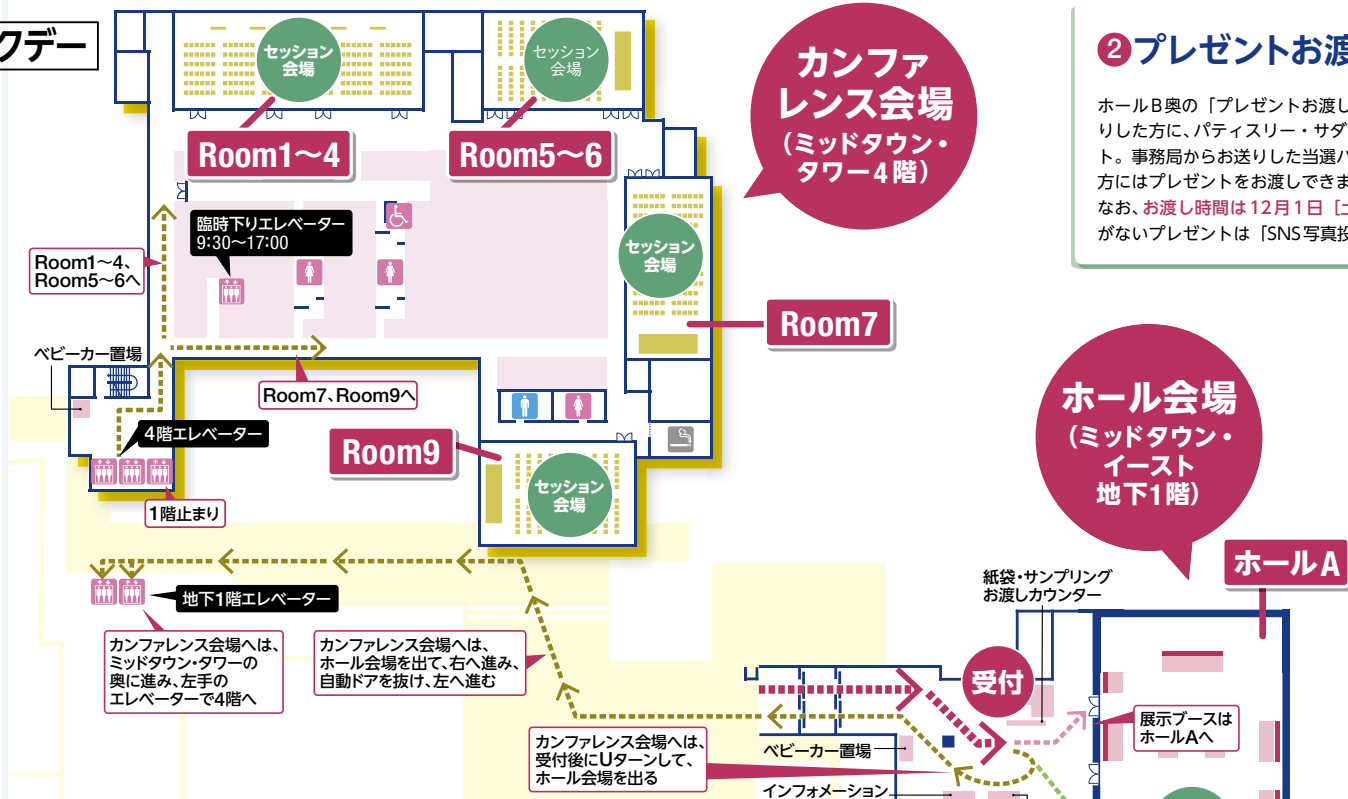 クデー
セッション
会場
セッション
会場
Room1〜4
Room5〜6
カンファ
レンス会場
(ミッドタウン・
タワー4階)
❷プレゼントお渡
ホールB奥の「プレゼントお渡し
りした方に、パティスリー・サダ
ト。事務局からお送りした当選ハ
方にはプレゼントをお渡しできま
なお、お渡し時間は12月1日[土
がないプレゼントは「SNS写真投
臨時下りエレベーター
9:30〜17:00
Room1〜4、
Room5〜6へ
セッション
会場
Room7
ベビーカー置場
Room7、Room9へ
4階エレベーター
Room9
セッション
会場
1階止まり
ホール会場
(ミッドタウン・
イースト
地下1階)
地下1階エレベーター
カンファレンス会場へは、
ミッドタウン・タワーの
奥に進み、左手の
エレベーターで4階へ
カンファレンス会場へは、
ホール会場を出て、右へ進み、
自動ドアを抜け、左へ進む
紙袋・サンプリング
お渡しカウンター
ホールA
受付
展示ブースは
ホールAへ
カンファレンス会場へは、
受付後にUターンして、
ホール会場を出る
ベビーカー置場
インフォメーション